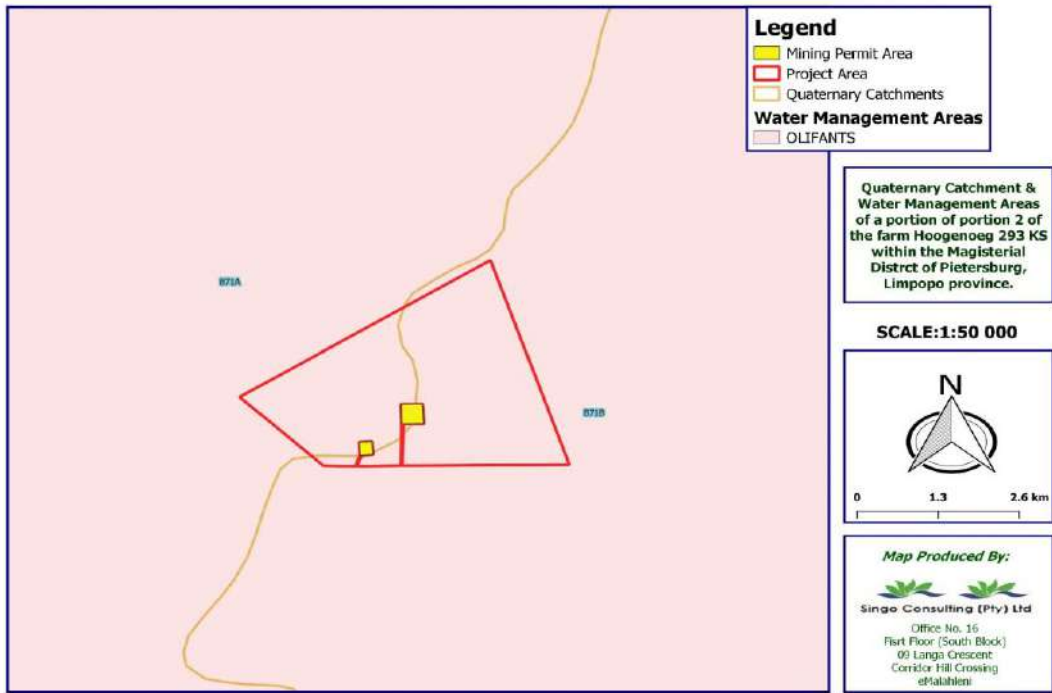 Legend
Mining Permit Area
Project Area
Quaternary Catchments
Water Management Areas
OLIFANTS
Quaternary Catchment &
Water Management Areas
of a portion of portion 2 of
the farm Hoogenoeg 293 KS
within the Magisterial
Distrct of Pietersburg,
Limpopo province.
B71A
B71B
SCALE:1:50 000
N
0 1.3 2.6 km
Map Produced By:
Singo Consulting (Pty) Ltd
Office No. 16
Fisrt Floor (South Block)
09 Langa Crescent
Corridor Hill Crossing
eMalahleni